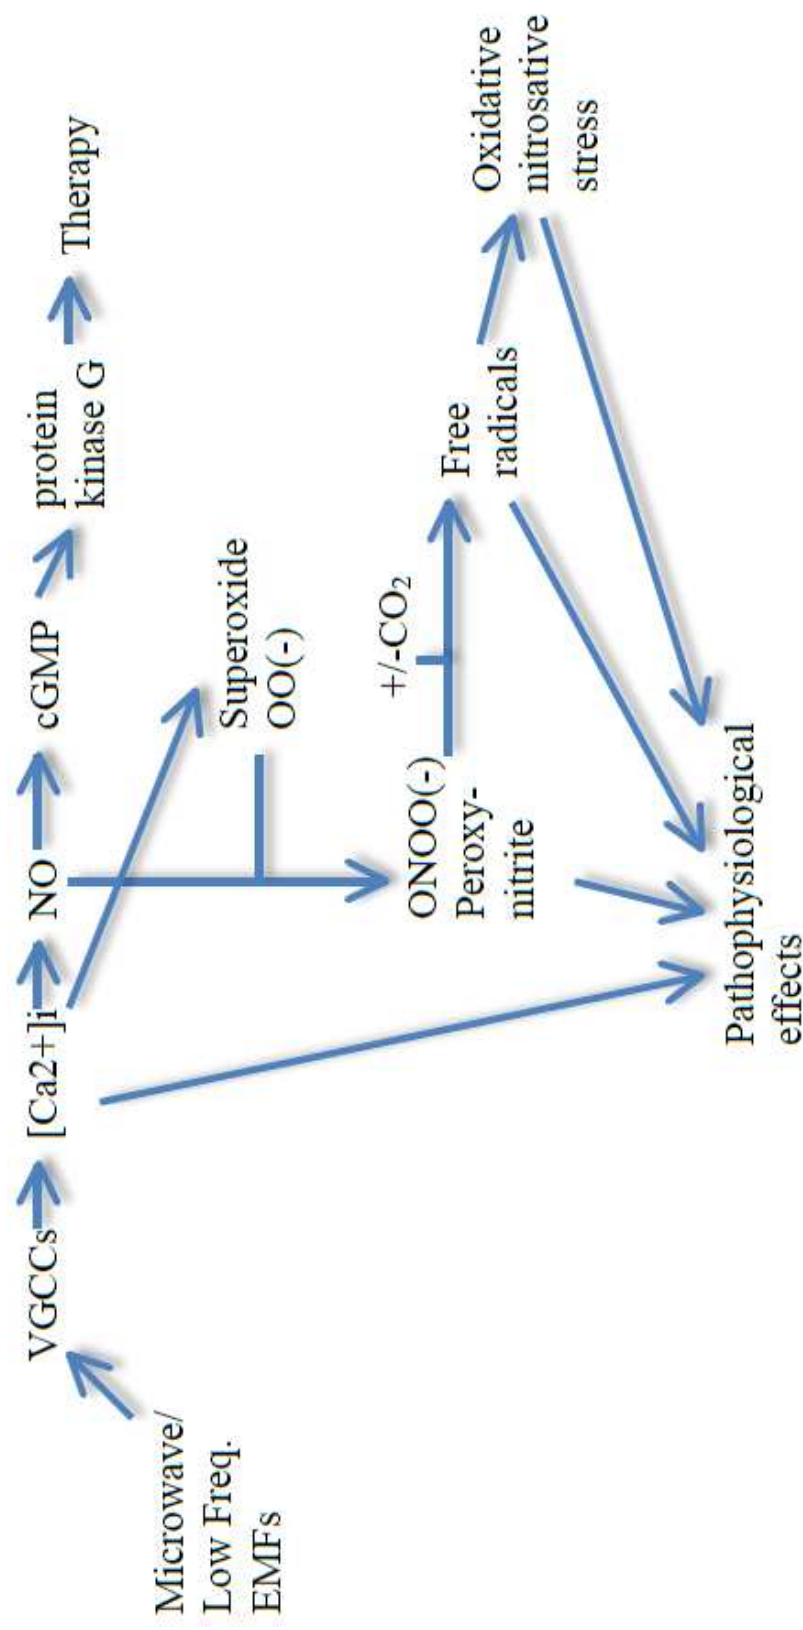 Microwave/
Low Freq.
EMFs
VGCCs
[Ca2+]i
NO
cGMP
protein
kinase G
Therapy
Superoxide
OO(-)
ONOO(-)
Peroxy-
nitrite
+/-CO₂
Free
radicals
Oxidative
nitrosative
stress
Pathophysiological
effects